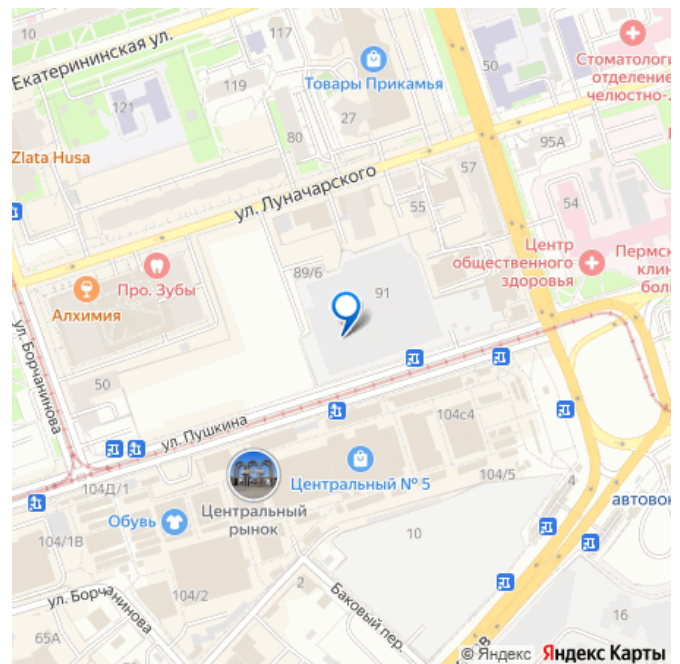 10
117
Екатерининская ул.
50
Стоматологи
отделение
челюстно-
Товары Прикамья
119
121
27
80
95А
Zlata Husa
57
ул. Луначарского
54
55
Центр
общественного
здоровья
Пермск
клин
боль
89/6
91
Про. Зубы
Алхимия
ул. Борчанинова
50
ул. Пушкина
104с4
104/5
4
Центральный № 5
104Д/1
Центральный
рынок
автовок
Обувь
10
104/1В
2
104/2
ул. Борчанинова
Баковый пер.
16
65А
© Яндекс Яндекс Карты